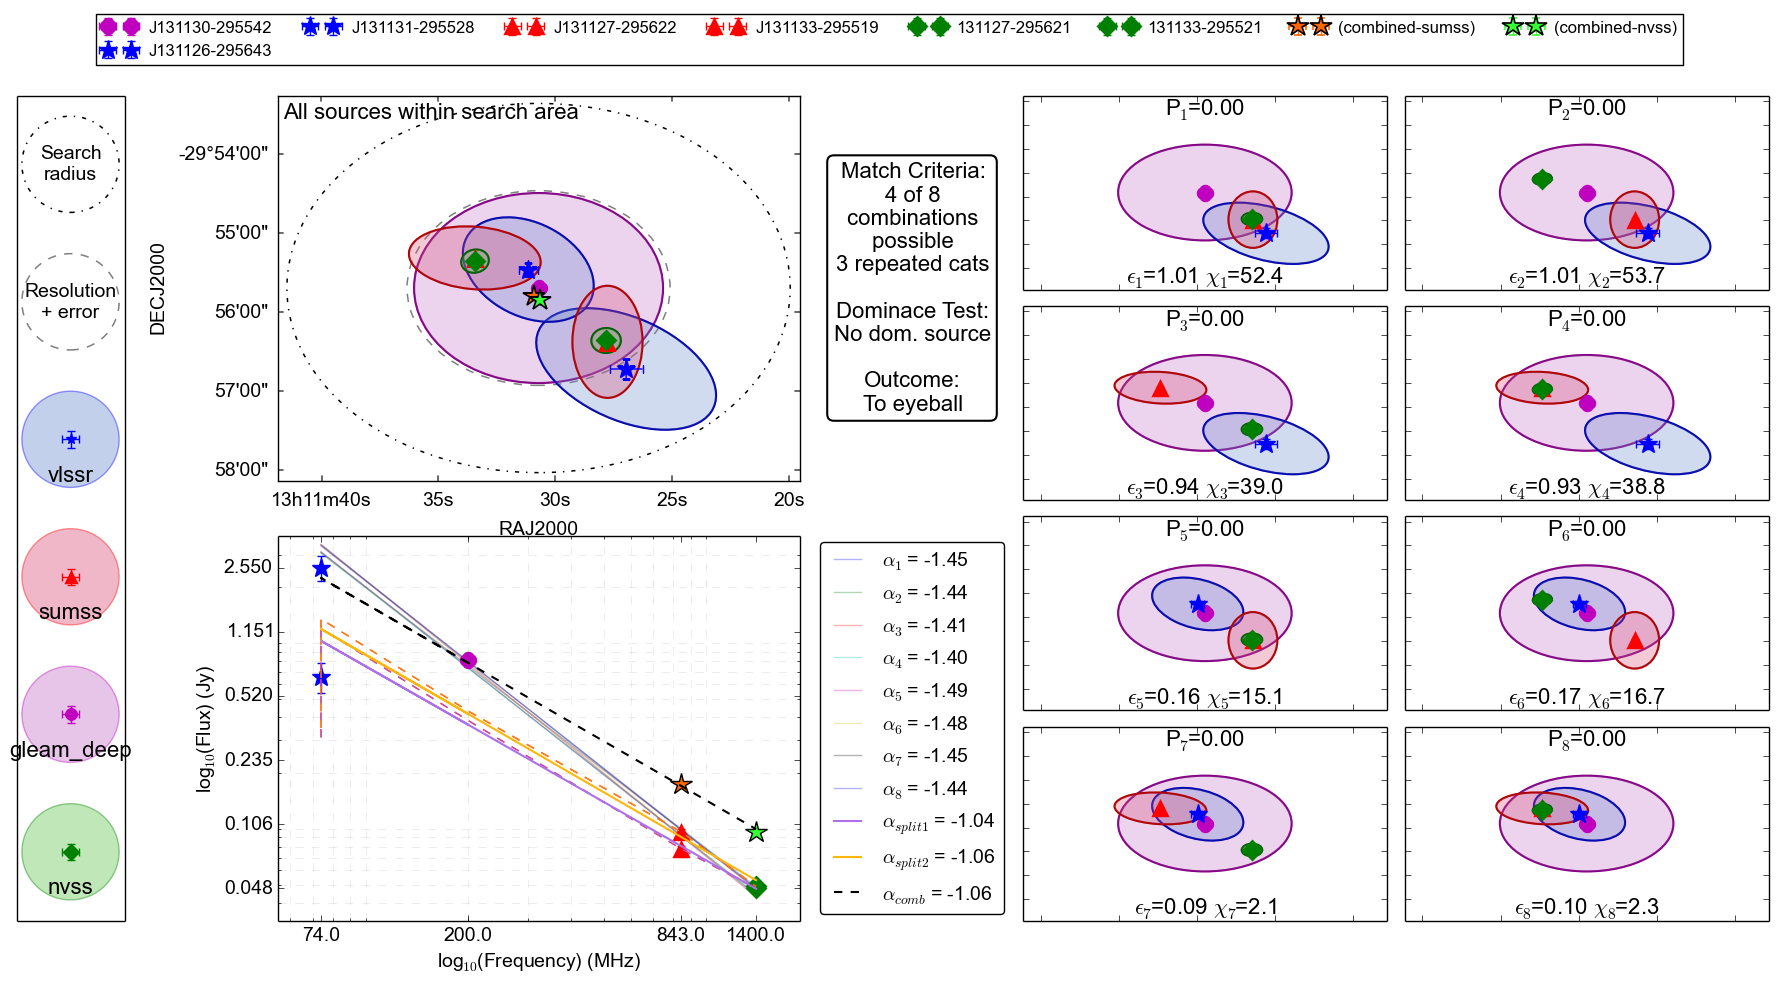 J131130-295542
J131131-295528
J131127-295622
J131133-295519
131127-295621
131133-295521
(combined-sumss)
(combined-nvss)
J131126-295643
Search
radius
Resolution
+ error
vlssr
sumss
gleam_deep
nvss
All sources within search area
DECJ2000
-29°54'00"
55'00"
56'00"
57'00"
58'00"
13h11m40s
35s
30s
25s
20s
RAJ2000
Match Criteria:
4 of 8
combinations
possible
3 repeated cats
Dominace Test:
No dom. source
Outcome:
To eyeball
log₁₀(Flux) (Jy)
2.550
1.151
0.520
0.235
0.106
0.048
74.0
200.0
843.0
1400.0
log₁₀(Frequency) (MHz)
α₁ = -1.45
α₂ = -1.44
α₃ = -1.41
α₄ = -1.40
α₅ = -1.49
α₆ = -1.48
α₇ = -1.45
α₈ = -1.44
α_split1 = -1.04
α_split2 = -1.06
α_comb = -1.06
P₁=0.00
ϵ₁=1.01 χ₁=52.4
P₂=0.00
ϵ₂=1.01 χ₂=53.7
P₃=0.00
ϵ₃=0.94 χ₃=39.0
P₄=0.00
ϵ₄=0.93 χ₄=38.8
P₅=0.00
ϵ₅=0.16 χ₅=15.1
P₆=0.00
ϵ₆=0.17 χ₆=16.7
P₇=0.00
ϵ₇=0.09 χ₇=2.1
P₈=0.00
ϵ₈=0.10 χ₈=2.3